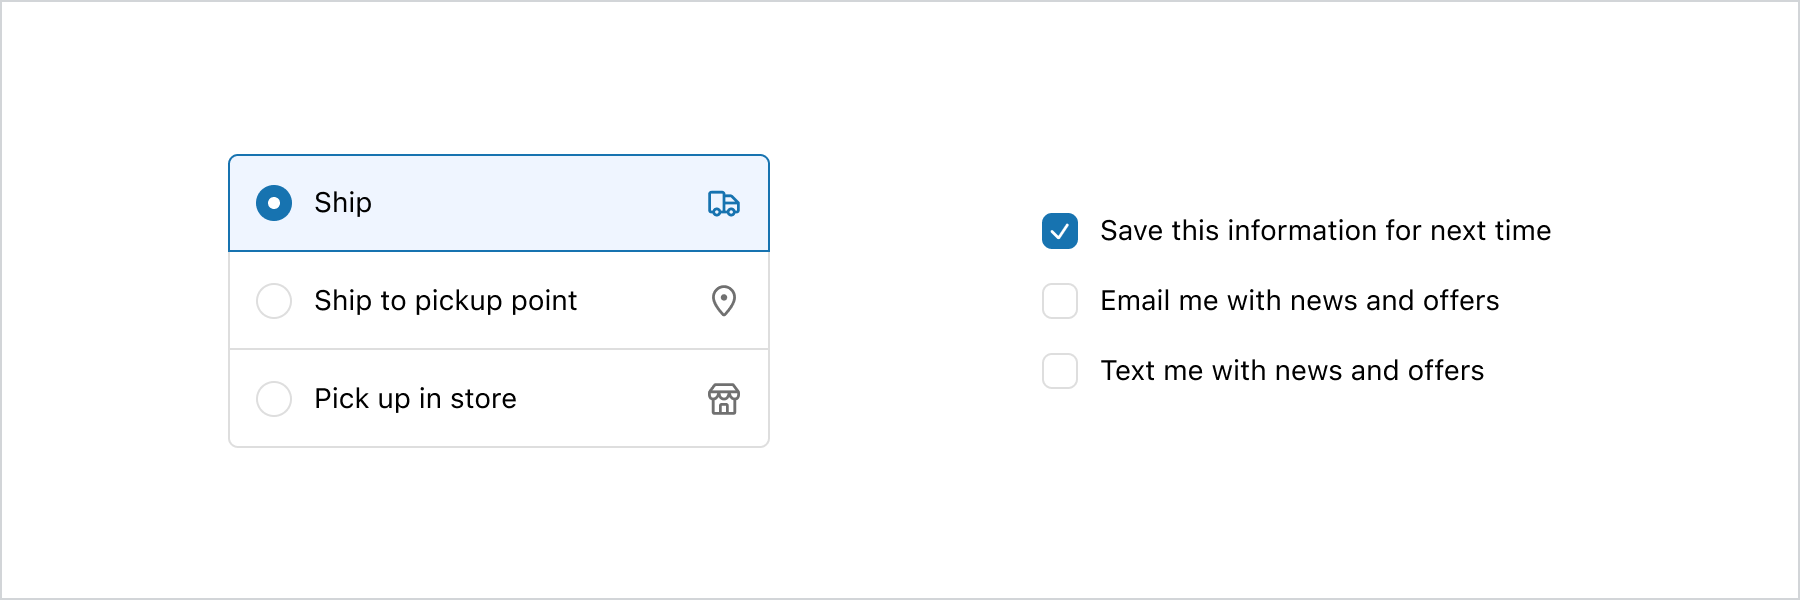 Ship
Ship to pickup point
Pick up in store
Save this information for next time
Email me with news and offers
Text me with news and offers